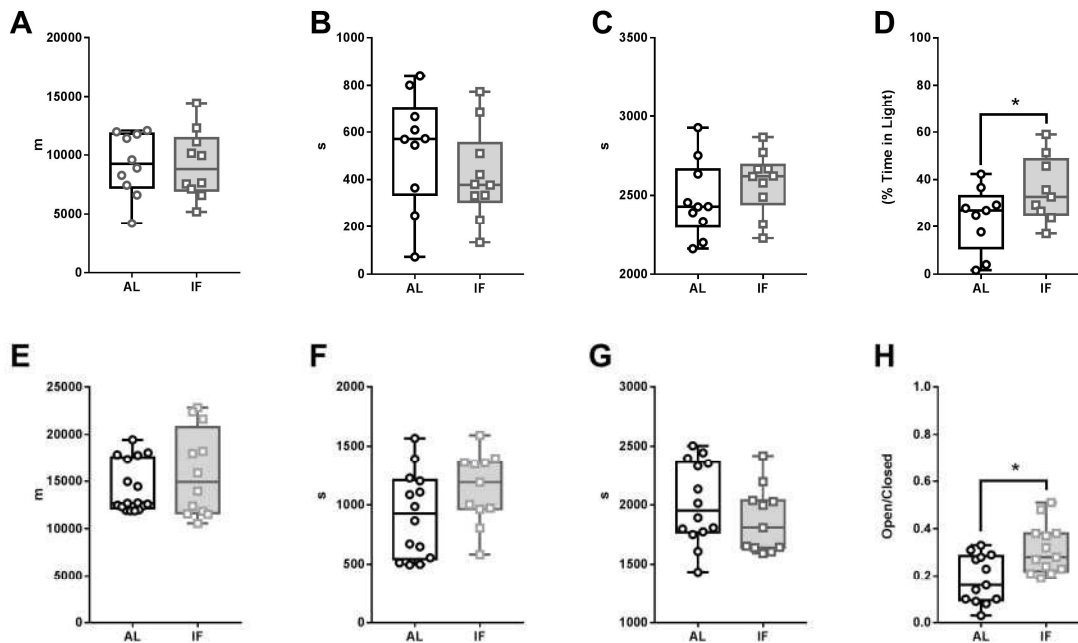 A
20000
15000
10000
5000
0
m
AL IF
B
1000
800
600
400
200
0
s
AL IF
C
3500
3000
2500
2000
s
AL IF
D
100
80
60
40
20
0
(% Time in Light)
*
AL IF
E
25000
20000
15000
10000
5000
0
m
AL IF
F
2000
1500
1000
500
0
s
AL IF
G
3000
2500
2000
1500
1000
s
AL IF
H
1.0
0.8
0.6
0.4
0.2
0.0
Open/Closed
*
AL IF